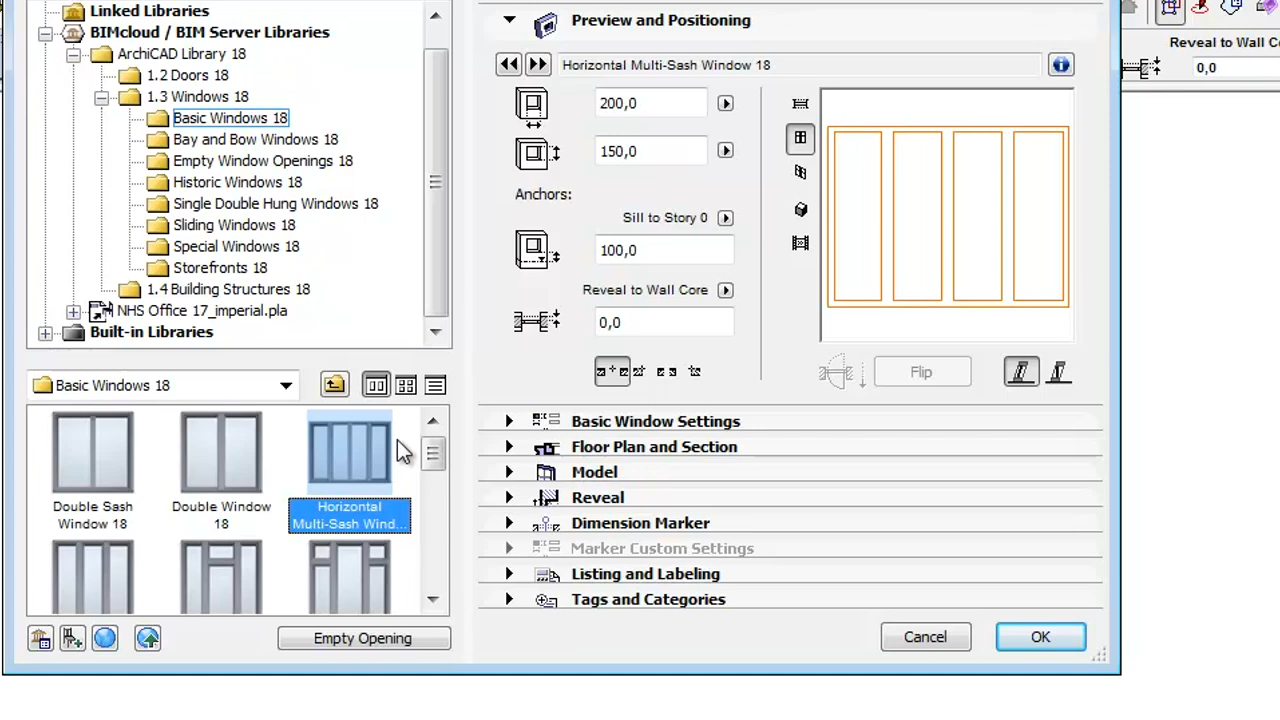 Linked Libraries
BIMcloud / BIM Server Libraries
ArchiCAD Library 18
1.2 Doors 18
1.3 Windows 18
Basic Windows 18
Bay and Bow Windows 18
Empty Window Openings 18
Historic Windows 18
Single Double Hung Windows 18
Sliding Windows 18
Special Windows 18
Storefronts 18
1.4 Building Structures 18
NHS Office 17_imperial.pla
Built-in Libraries
Basic Windows 18
Double Sash
Window 18
Double Window
18
Horizontal
Multi-Sash Wind...
Empty Opening
Preview and Positioning
Horizontal Multi-Sash Window 18
200,0
150,0
Anchors:
Sill to Story 0
100,0
Reveal to Wall Core
0,0
Flip
Basic Window Settings
Floor Plan and Section
Model
Reveal
Dimension Marker
Marker Custom Settings
Listing and Labeling
Tags and Categories
Cancel
OK
Reveal to Wall Co
0,0